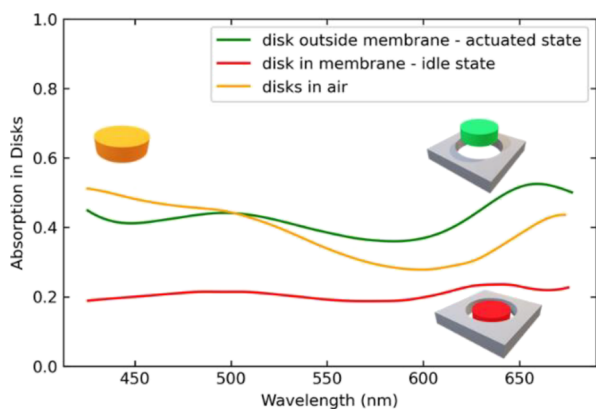 1.0
0.8
0.6
0.4
0.2
0.0
Absorption in Disks
disk outside membrane - actuated state
disk in membrane - idle state
disks in air
450 500 550 600 650
Wavelength (nm)